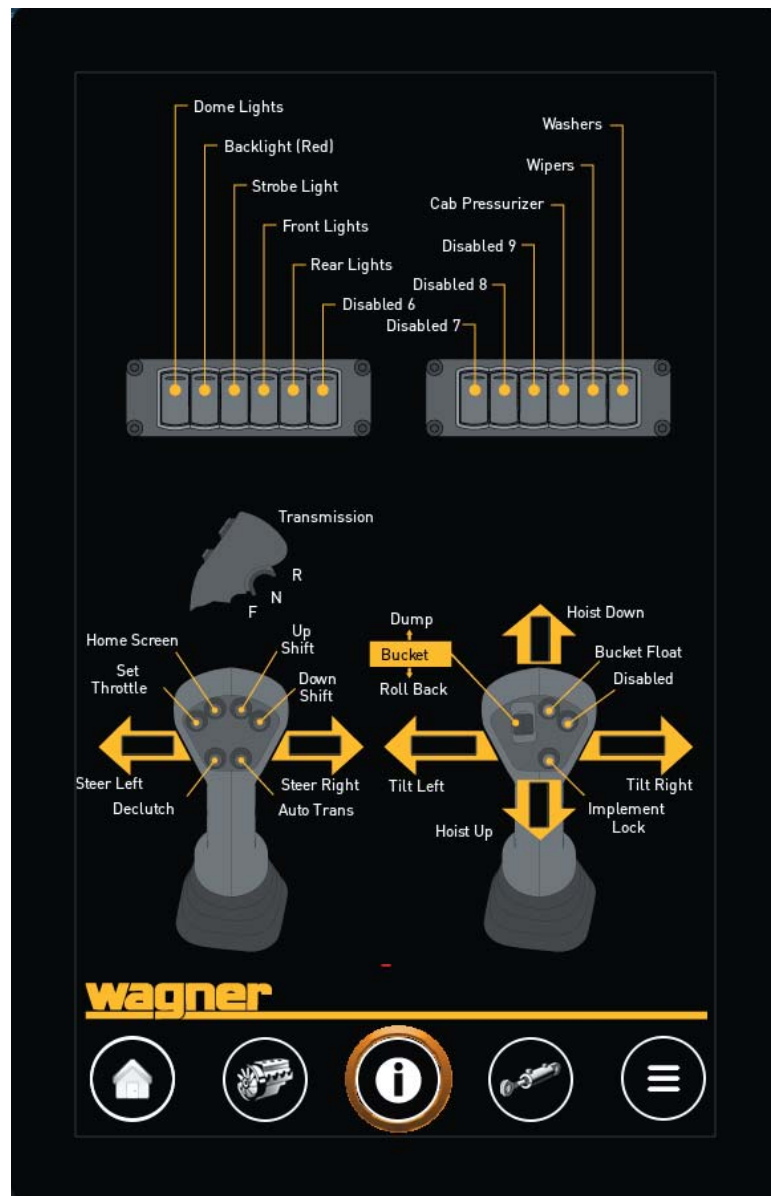 Dome Lights
Backlight (Red)
Strobe Light
Front Lights
Rear Lights
Disabled 6
Washers
Wipers
Cab Pressurizer
Disabled 9
Disabled 8
Disabled 7
Transmission
R
N
F
Home Screen
Up
Shift
Set
Throttle
Down
Shift
Steer Left
Steer Right
Declutch
Auto Trans
Dump
Bucket
Roll Back
Hoist Down
Bucket Float
Disabled
Tilt Left
Tilt Right
Hoist Up
Implement
Lock
wagner
i